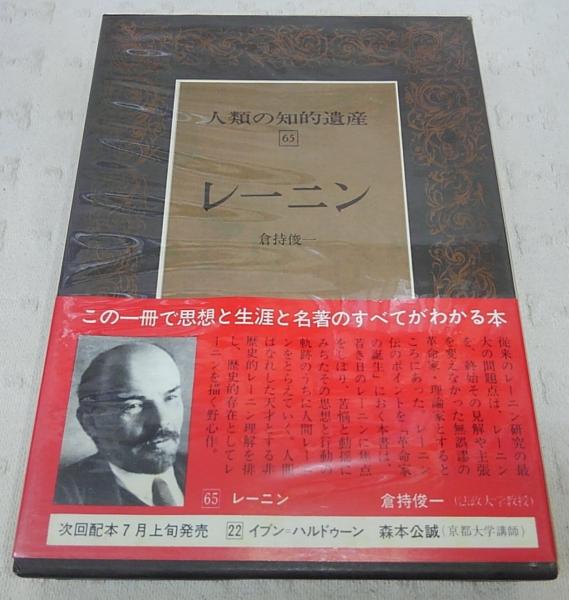 人類の知的遺産
65
レーニン
倉持俊一
この一冊で思想と生涯と名著のすべてがわかる本
従来のレーニン研究の最
大の問題点は、レーニン
を、終始その見解や主張
を変えなかった無誤謬の
革命家・理論家とすると
ころにあった。レーニン
伝のポイントを「革命家
の誕生」におく本書は、
若き日のレーニンに焦点
をしぼり、苦悩と動揺に
みちたその思想と行動の
軌跡のうちに人間レーニ
ンをとらえていく。人間
ばなれした天才とする非
歴史的レーニン理解を排
し、歴史的存在としてレ
ーニンを描く野心作。
65 レーニン 倉持俊一(法政大学教授)
次回配本7月上旬発売 22 イブン=ハルドゥーン 森本公誠(京都大学講師)